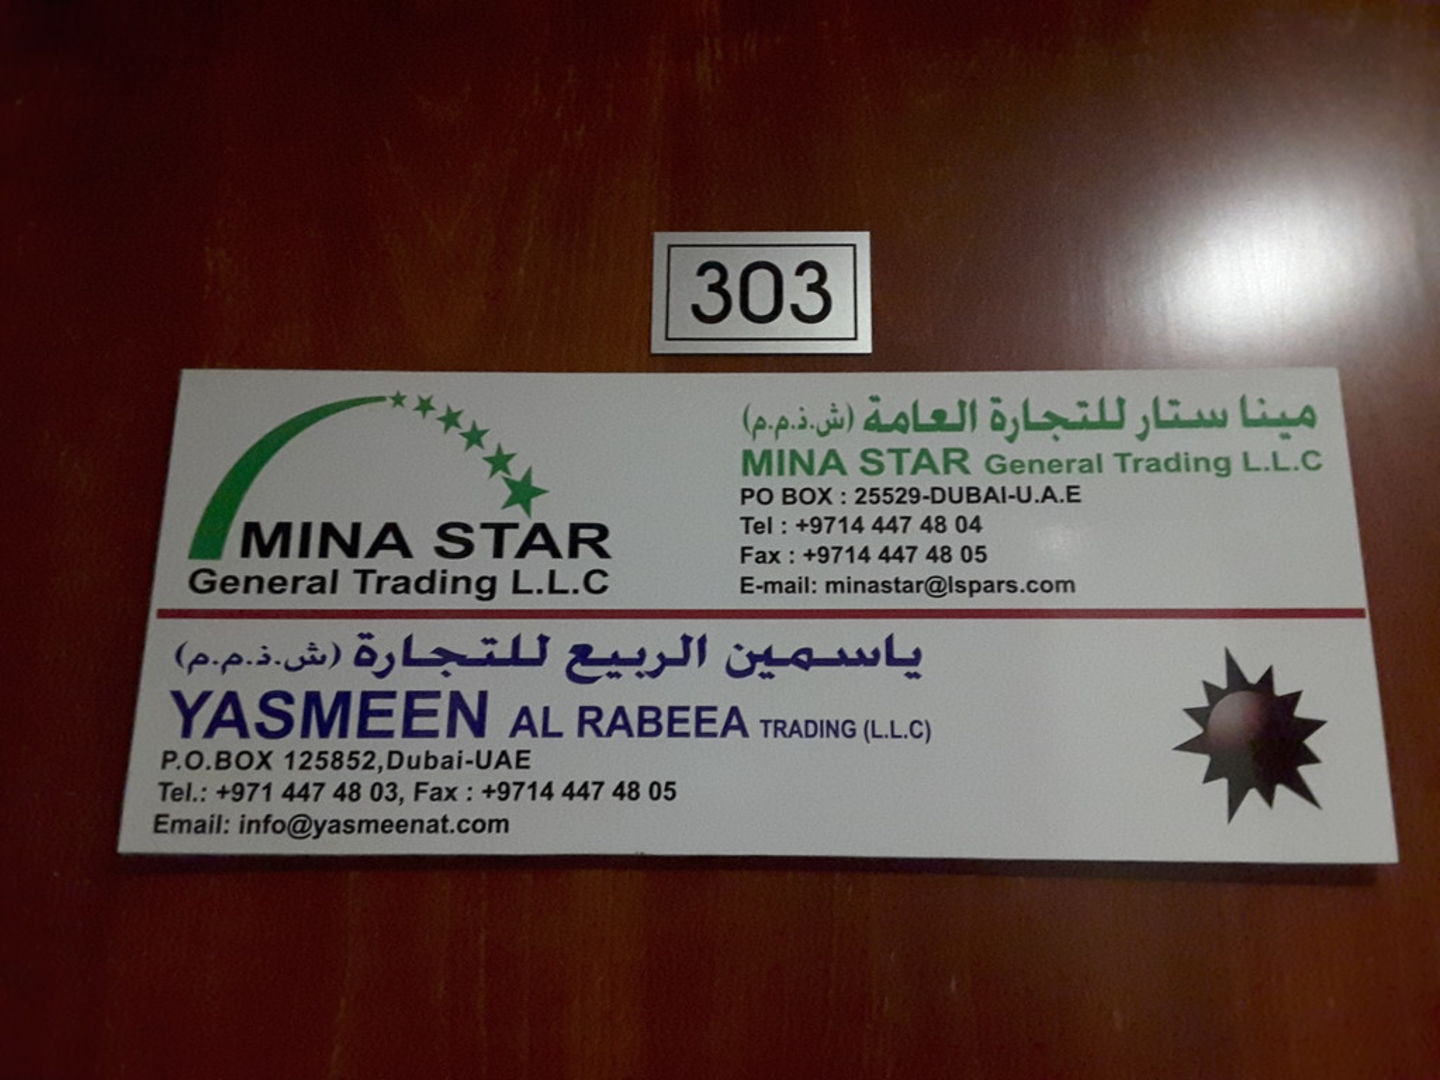 303
MINA STAR
General Trading L.L.C
مينا ستار للتجارة العامة (ش.ذ.م.م)
MINA STAR General Trading L.L.C
PO BOX : 25529-DUBAI-U.A.E
Tel : +9714 447 48 04
Fax : +9714 447 48 05
E-mail: minastar@lspars.com
ياسمين الربيع للتجارة (ش.ذ.م.م)
YASMEEN AL RABEEA TRADING (L.L.C)
P.O.BOX 125852,Dubai-UAE
Tel.: +971 447 48 03, Fax : +9714 447 48 05
Email: info@yasmeenat.com